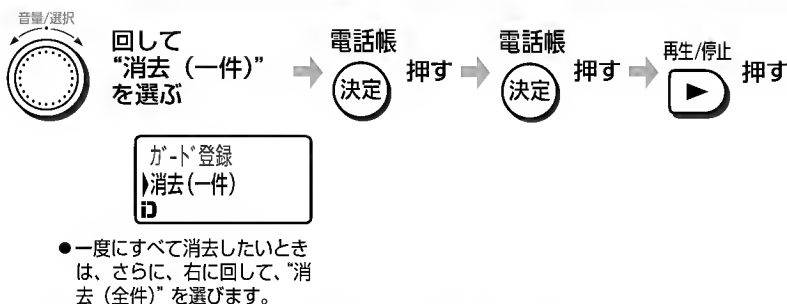 音量/選択
回して
“消去（一件）”
を選ぶ
電話帳
決定
押す
電話帳
決定
押す
再生/停止
押す
ガード登録
消去(一件)
●一度にすべて消去したいとき
は、さらに、右に回して、“消
去（全件）”を選びます。